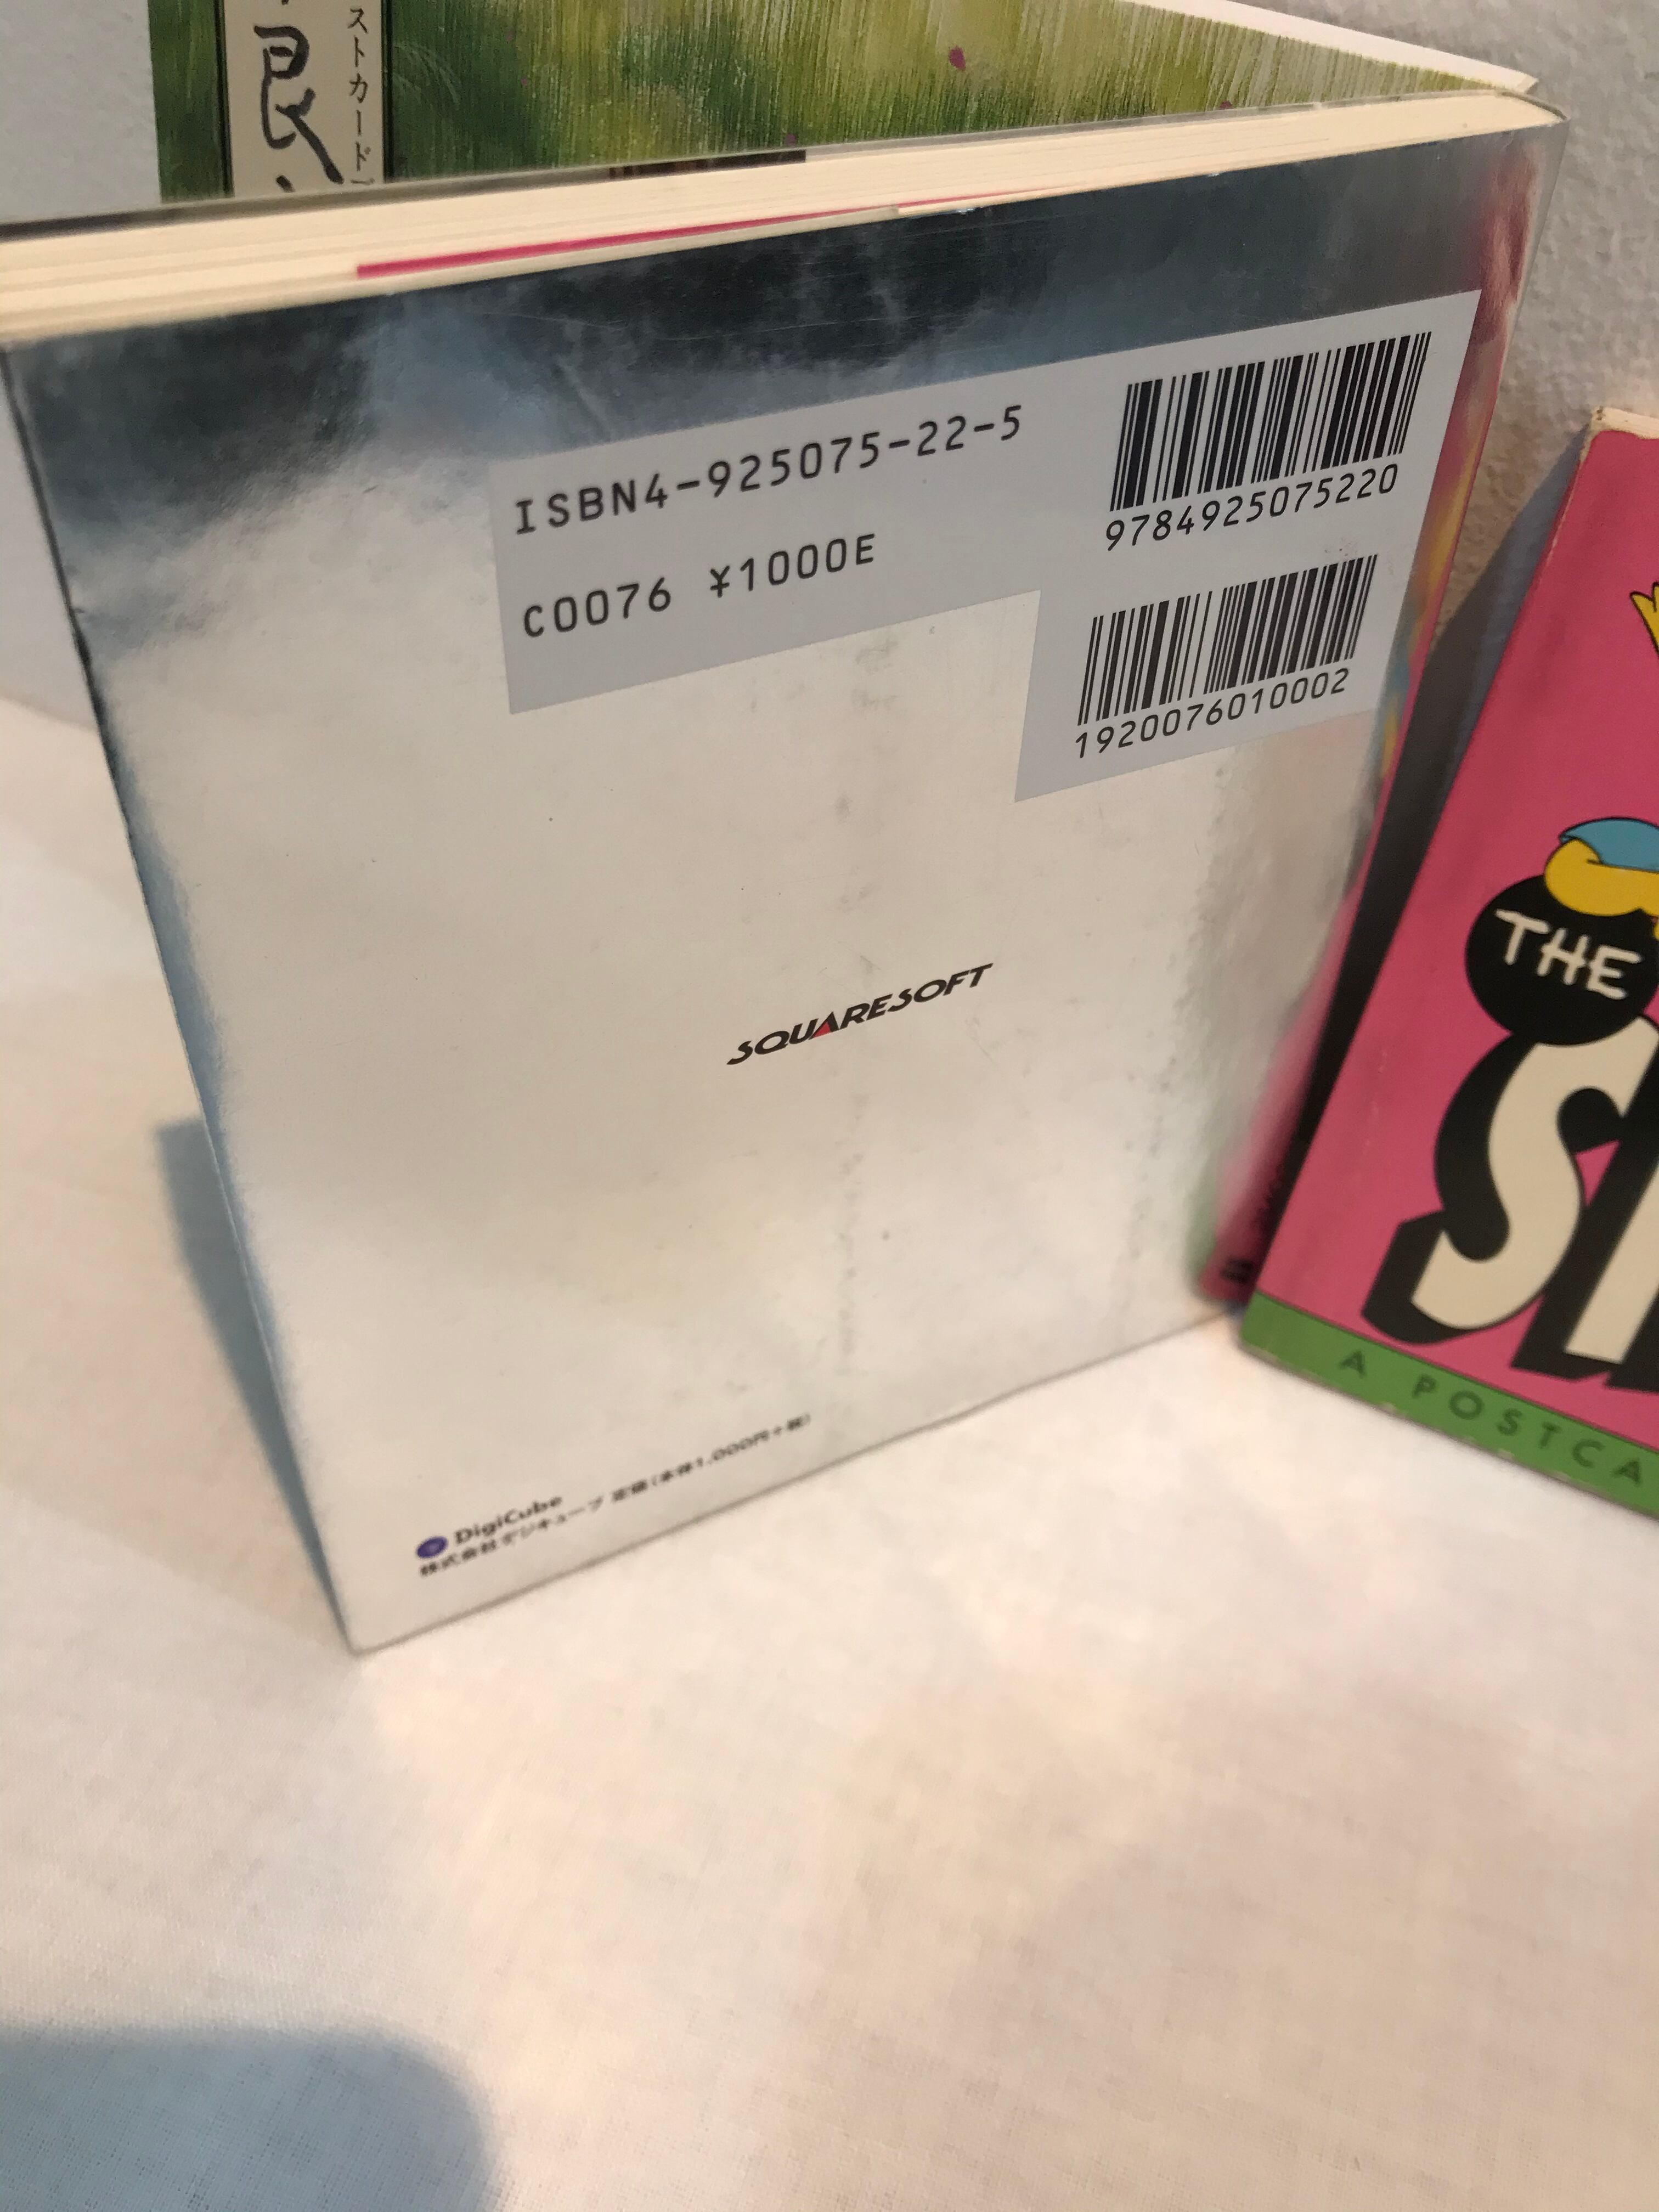 良
ストカード
ISBN4-925075-22-5
C0076 ¥1000E
9784925075220
1920076010002
SQUARESOFT
DigiCube
株式会社デジキューブ 定価(本体1,000円+税)
THE
A POSTCA